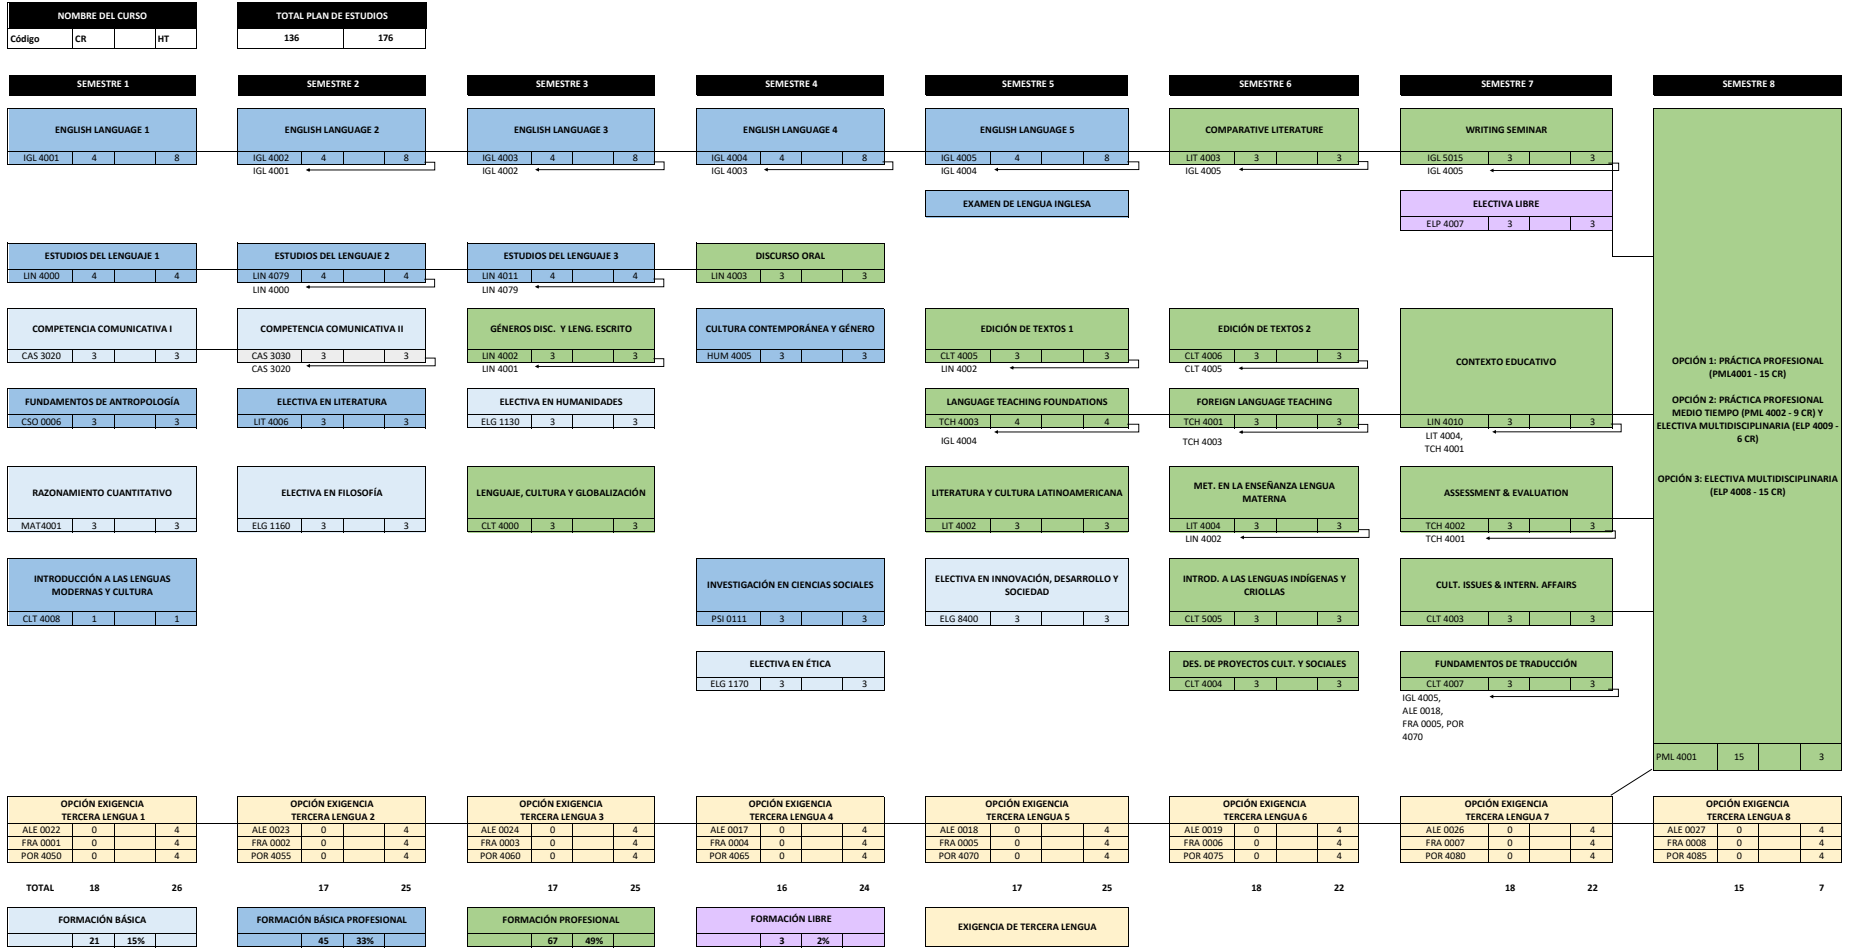 NOMBRE DEL CURSO
Código CR HT
TOTAL PLAN DE ESTUDIOS
136 176
SEMESTRE 1
SEMESTRE 2
SEMESTRE 3
SEMESTRE 4
SEMESTRE 5
SEMESTRE 6
SEMESTRE 7
SEMESTRE 8
ENGLISH LANGUAGE 1
IGL 4001 4 8
ENGLISH LANGUAGE 2
IGL 4002 4 8
IGL 4001
ENGLISH LANGUAGE 3
IGL 4003 4 8
IGL 4002
ENGLISH LANGUAGE 4
IGL 4004 4 8
IGL 4003
ENGLISH LANGUAGE 5
IGL 4005 4 8
IGL 4004
COMPARATIVE LITERATURE
LIT 4003 3 3
IGL 4005
WRITING SEMINAR
IGL 5015 3 3
IGL 4005
EXAMEN DE LENGUA INGLESA
ELECTIVA LIBRE
ELP 4007 3 3
ESTUDIOS DEL LENGUAJE 1
LIN 4000 4 4
ESTUDIOS DEL LENGUAJE 2
LIN 4079 4 4
LIN 4000
ESTUDIOS DEL LENGUAJE 3
LIN 4011 4 4
LIN 4079
DISCURSO ORAL
LIN 4003 3 3
COMPETENCIA COMUNICATIVA I
CAS 3020 3 3
COMPETENCIA COMUNICATIVA II
CAS 3030 3 3
CAS 3020
GÉNEROS DISC. Y LENG. ESCRITO
LIN 4002 3 3
LIN 4001
CULTURA CONTEMPORÁNEA Y GÉNERO
HUM 4005 3 3
EDICIÓN DE TEXTOS 1
CLT 4005 3 3
LIN 4002
EDICIÓN DE TEXTOS 2
CLT 4006 3 3
CLT 4005
CONTEXTO EDUCATIVO
LIN 4010 3 3
LIT 4004,
TCH 4001
OPCIÓN 1: PRÁCTICA PROFESIONAL
(PML4001 - 15 CR)
OPCIÓN 2: PRÁCTICA PROFESIONAL
MEDIO TIEMPO (PML 4002 - 9 CR) Y
ELECTIVA MULTIDISCIPLINARIA (ELP 4009 -
6 CR)
OPCIÓN 3: ELECTIVA MULTIDISCIPLINARIA
(ELP 4008 - 15 CR)
PML 4001 15 3
FUNDAMENTOS DE ANTROPOLOGÍA
CSO 0006 3 3
ELECTIVA EN LITERATURA
LIT 4006 3 3
ELECTIVA EN HUMANIDADES
ELG 1130 3 3
LANGUAGE TEACHING FOUNDATIONS
TCH 4003 4 4
IGL 4004
FOREIGN LANGUAGE TEACHING
TCH 4001 3 3
TCH 4003
RAZONAMIENTO CUANTITATIVO
MAT4001 3 3
ELECTIVA EN FILOSOFÍA
ELG 1160 3 3
LENGUAJE, CULTURA Y GLOBALIZACIÓN
CLT 4000 3 3
LITERATURA Y CULTURA LATINOAMERICANA
LIT 4002 3 3
MET. EN LA ENSEÑANZA LENGUA
MATERNA
LIT 4004 3 3
LIN 4002
ASSESSMENT & EVALUATION
TCH 4002 3 3
TCH 4001
INTRODUCCIÓN A LAS LENGUAS
MODERNAS Y CULTURA
CLT 4008 1 1
INVESTIGACIÓN EN CIENCIAS SOCIALES
PSI 0111 3 3
ELECTIVA EN INNOVACIÓN, DESARROLLO Y
SOCIEDAD
ELG 8400 3 3
INTROD. A LAS LENGUAS INDÍGENAS Y
CRIOLLAS
CLT 5005 3 3
CULT. ISSUES & INTERN. AFFAIRS
CLT 4003 3 3
ELECTIVA EN ÉTICA
ELG 1170 3 3
DES. DE PROYECTOS CULT. Y SOCIALES
CLT 4004 3 3
FUNDAMENTOS DE TRADUCCIÓN
CLT 4007 3 3
IGL 4005,
ALE 0018,
FRA 0005, POR
4070
OPCIÓN EXIGENCIA
TERCERA LENGUA 1
ALE 0022 0 4
FRA 0001 0 4
POR 4050 0 4
OPCIÓN EXIGENCIA
TERCERA LENGUA 2
ALE 0023 0 4
FRA 0002 0 4
POR 4055 0 4
OPCIÓN EXIGENCIA
TERCERA LENGUA 3
ALE 0024 0 4
FRA 0003 0 4
POR 4060 0 4
OPCIÓN EXIGENCIA
TERCERA LENGUA 4
ALE 0017 0 4
FRA 0004 0 4
POR 4065 0 4
OPCIÓN EXIGENCIA
TERCERA LENGUA 5
ALE 0018 0 4
FRA 0005 0 4
POR 4070 0 4
OPCIÓN EXIGENCIA
TERCERA LENGUA 6
ALE 0019 0 4
FRA 0006 0 4
POR 4075 0 4
OPCIÓN EXIGENCIA
TERCERA LENGUA 7
ALE 0026 0 4
FRA 0007 0 4
POR 4080 0 4
OPCIÓN EXIGENCIA
TERCERA LENGUA 8
ALE 0027 0 4
FRA 0008 0 4
POR 4085 0 4
TOTAL 18 26 17 25 17 25 16 24 17 25 18 22 18 22 15 7
FORMACIÓN BÁSICA
21 15%
FORMACIÓN BÁSICA PROFESIONAL
45 33%
FORMACIÓN PROFESIONAL
67 49%
FORMACIÓN LIBRE
3 2%
EXIGENCIA DE TERCERA LENGUA